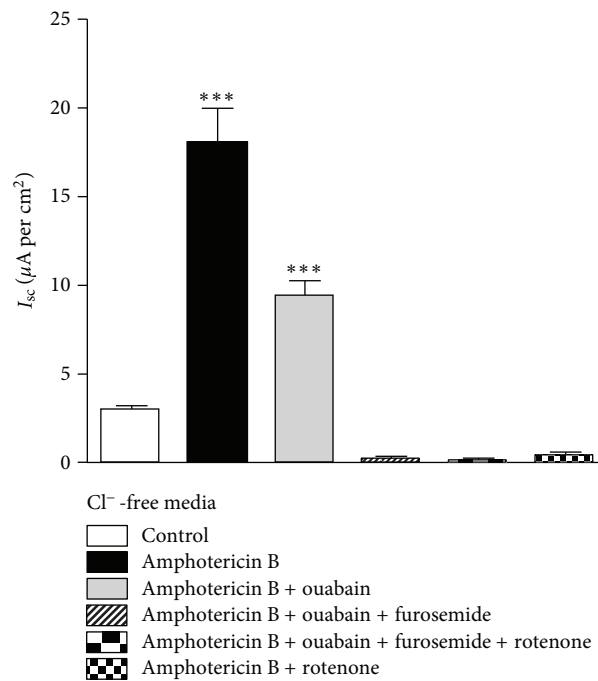 25
20
15
10
5
0
I_sc (μA per cm²)
***
***
Cl⁻ -free media
Control
Amphotericin B
Amphotericin B + ouabain
Amphotericin B + ouabain + furosemide
Amphotericin B + ouabain + furosemide + rotenone
Amphotericin B + rotenone